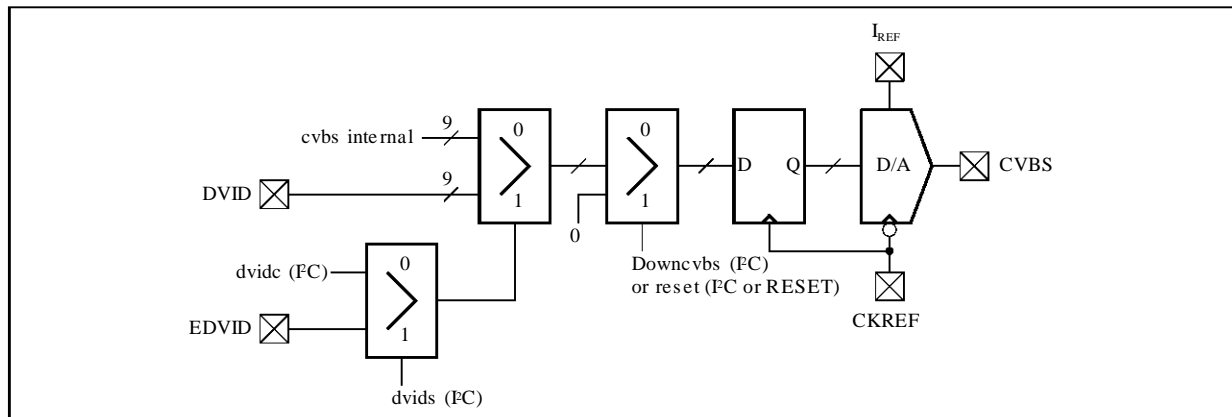 I_REF
9
cvbs internal
0
0
D/A
D
Q
CVBS
9
DVID
1
1
0
Downcvbs (I²C)
or reset (I²C or RESET)
0
dvidc (I²C)
CKREF
EDVID
1
dvids (I²C)